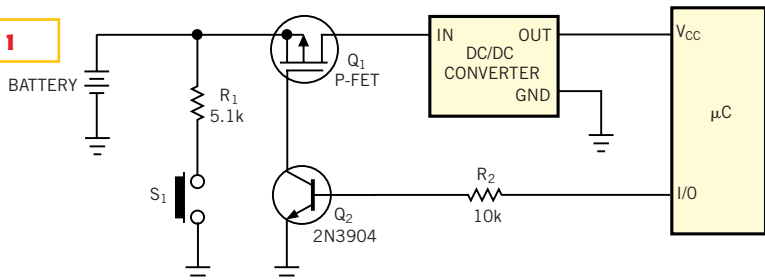 1
BATTERY
R1
5.1k
S1
Q1
P-FET
Q2
2N3904
IN
OUT
DC/DC
CONVERTER
GND
R2
10k
VCC
µC
I/O